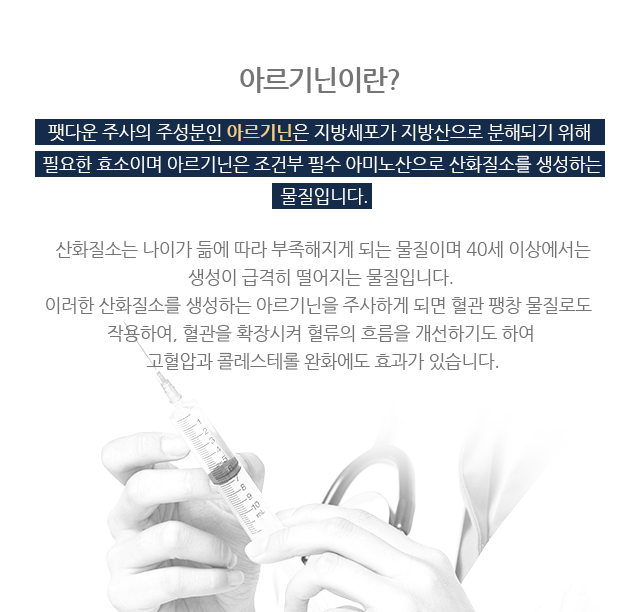 아르기닌이란?
팻다운 주사의 주성분인 아르기닌은 지방세포가 지방산으로 분해되기 위해
필요한 효소이며 아르기닌은 조건부 필수 아미노산으로 산화질소를 생성하는
물질입니다.
산화질소는 나이가 듦에 따라 부족해지게 되는 물질이며 40세 이상에서는
생성이 급격히 떨어지는 물질입니다.
이러한 산화질소를 생성하는 아르기닌을 주사하게 되면 혈관 팽창 물질로도
작용하여, 혈관을 확장시켜 혈류의 흐름을 개선하기도 하여
고혈압과 콜레스테롤 완화에도 효과가 있습니다.